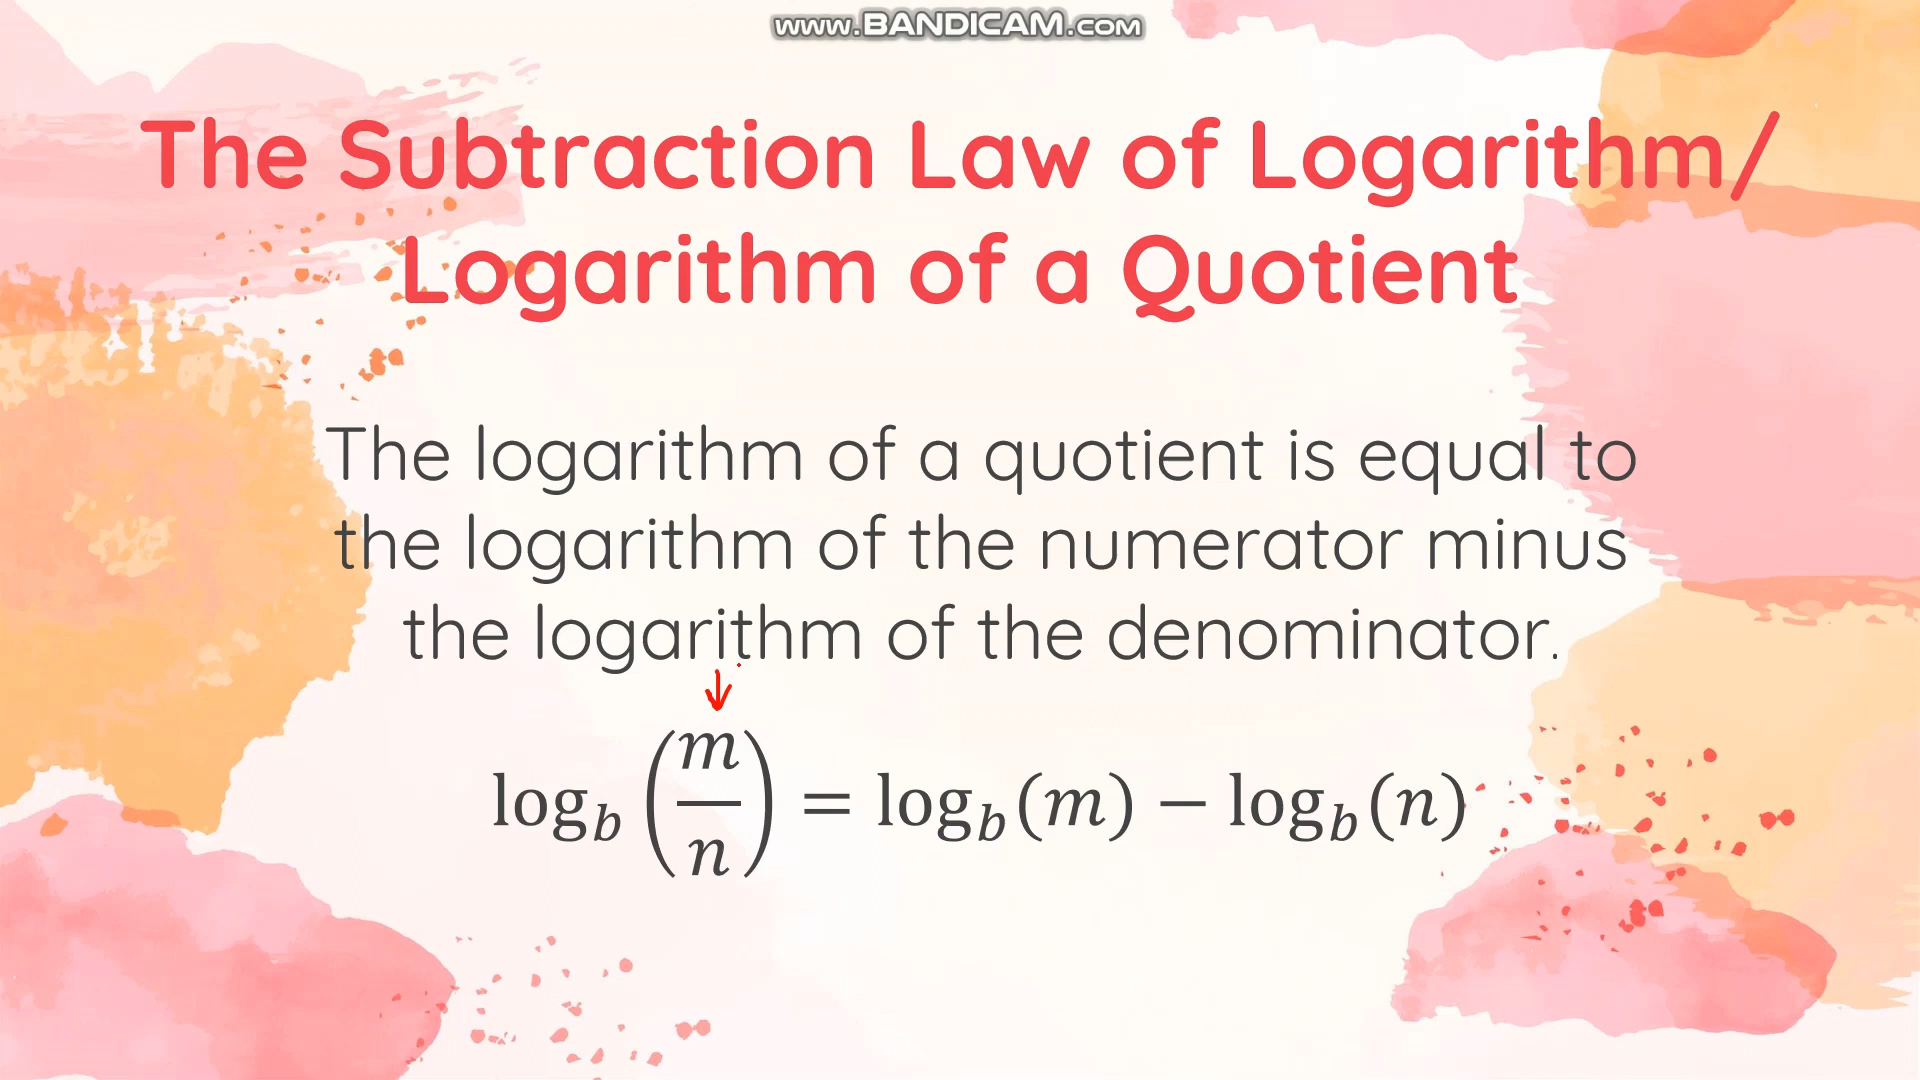 www.BANDICAM.com
The Subtraction Law of Logarithm/
Logarithm of a Quotient
The logarithm of a quotient is equal to
the logarithm of the numerator minus
the logarithm of the denominator.
log_b (m/n) = log_b(m) − log_b(n)